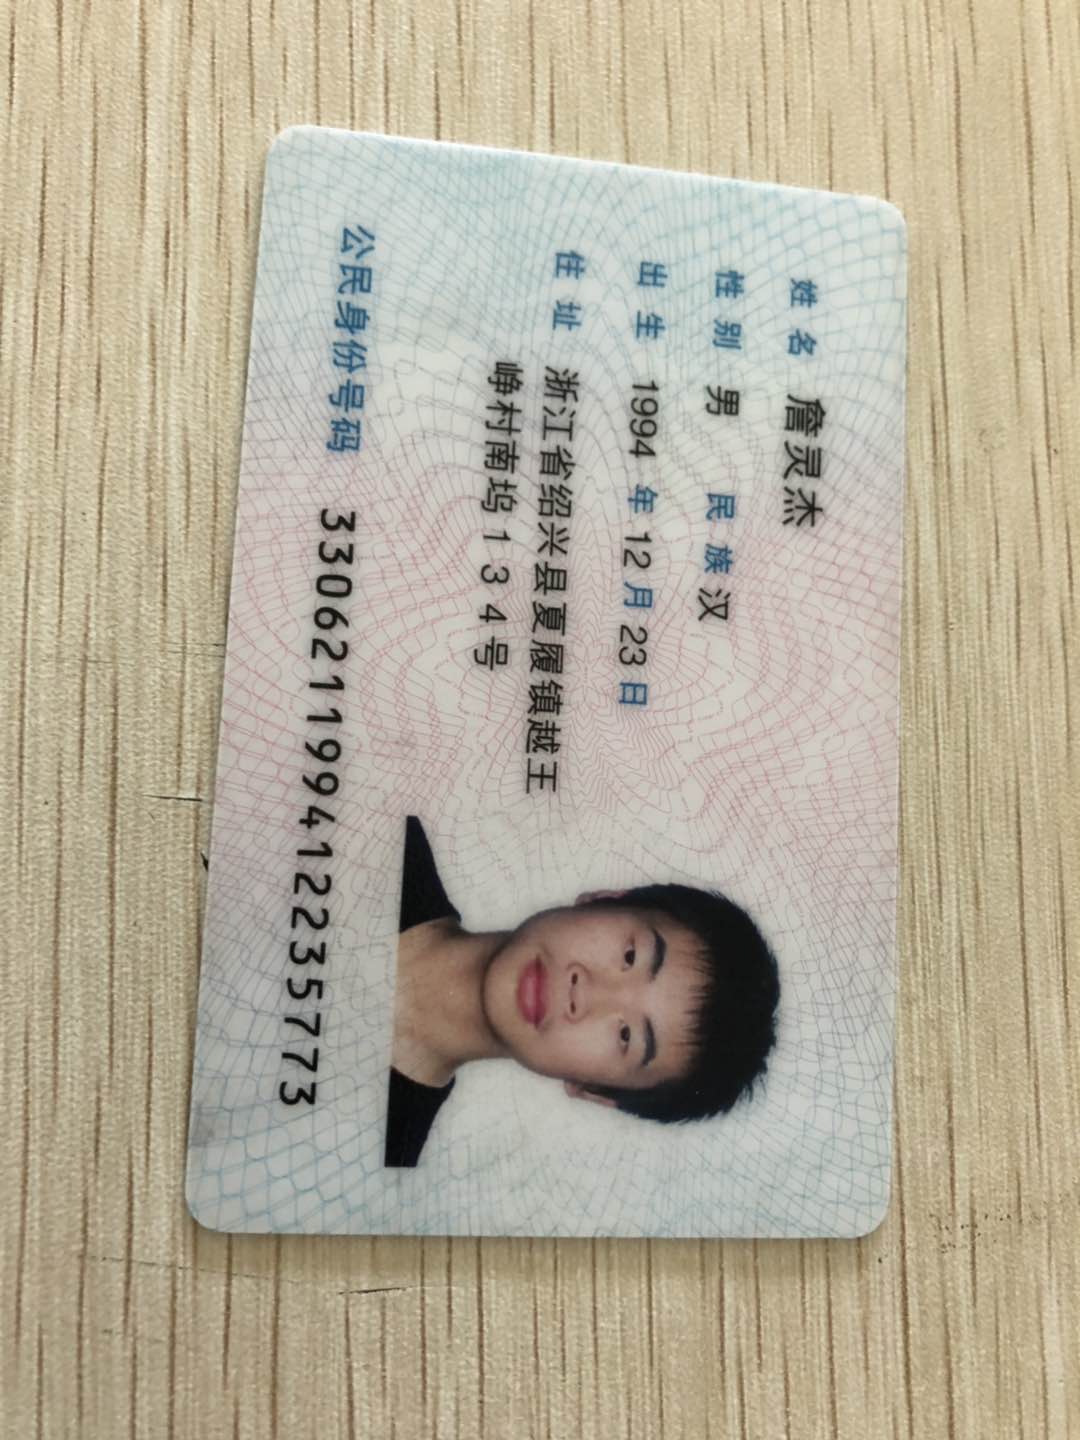 姓名 詹灵杰
性别 男 民族 汉
出生 1994 年 12 月 23 日
住址 浙江省绍兴县夏履镇越王
峥村南坞134号
公民身份号码 330621199412235773